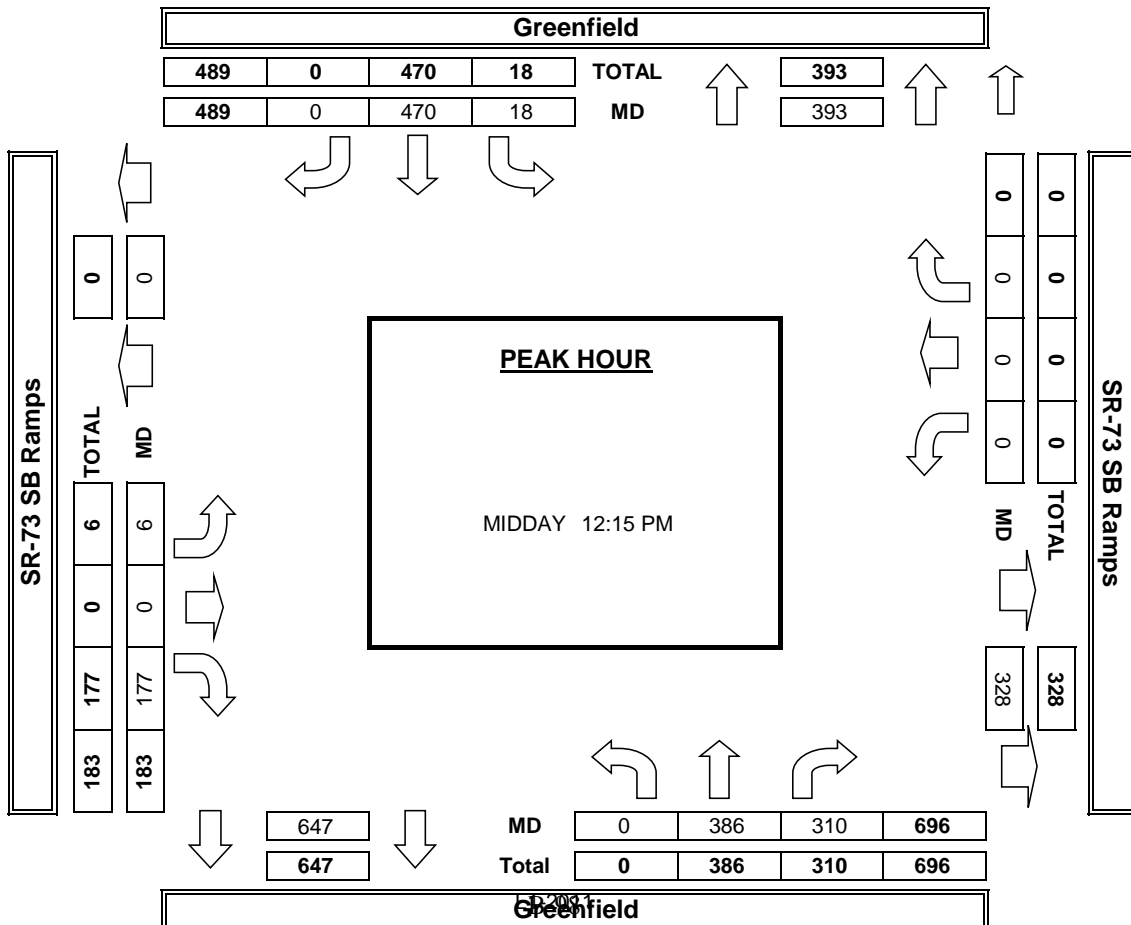 Greenfield
489 0 470 18 TOTAL 393
489 0 470 18 MD 393
SR-73 SB Ramps
TOTAL
MD
0 0
6 6
0 0
177 177
183 183
PEAK HOUR
MIDDAY 12:15 PM
0 0
0 0
0 0
0 0
MD
TOTAL
328 328
SR-73 SB Ramps
647 MD 0 386 310 696
647 Total 0 386 310 696
Greenfield